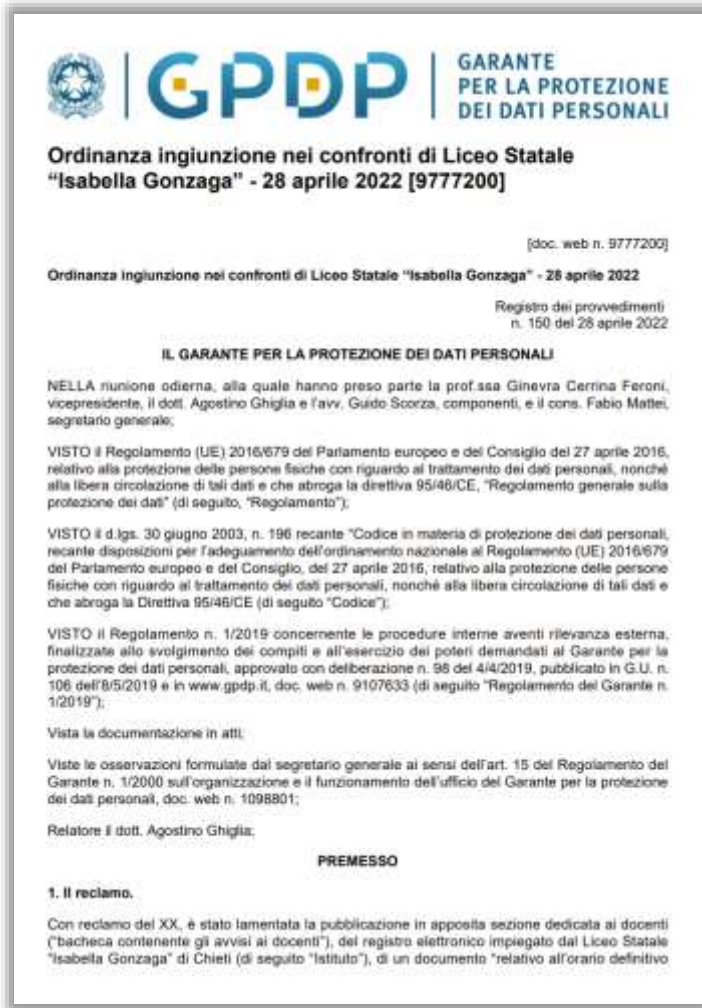 GPDP
GARANTE
PER LA PROTEZIONE
DEI DATI PERSONALI
Ordinanza ingiunzione nei confronti di Liceo Statale
“Isabella Gonzaga” - 28 aprile 2022 [9777200]
[doc. web n. 9777200]
Ordinanza ingiunzione nei confronti di Liceo Statale “Isabella Gonzaga” - 28 aprile 2022
Registro dei provvedimenti
n. 150 del 28 aprile 2022
IL GARANTE PER LA PROTEZIONE DEI DATI PERSONALI
NELLA riunione odierna, alla quale hanno preso parte la prof.ssa Ginevra Cerrina Feroni,
vicepresidente, il dott. Agostino Ghiglia e l’avv. Guido Scorza, componenti, e il cons. Fabio Mattei,
segretario generale;
VISTO il Regolamento (UE) 2016/679 del Parlamento europeo e del Consiglio del 27 aprile 2016,
relativo alla protezione delle persone fisiche con riguardo al trattamento dei dati personali, nonché
alla libera circolazione di tali dati e che abroga la direttiva 95/46/CE, “Regolamento generale sulla
protezione dei dati” (di seguito, “Regolamento”);
VISTO il d.lgs. 30 giugno 2003, n. 196 recante “Codice in materia di protezione dei dati personali,
recante disposizioni per l’adeguamento dell’ordinamento nazionale al Regolamento (UE) 2016/679
del Parlamento europeo e del Consiglio, del 27 aprile 2016, relativo alla protezione delle persone
fisiche con riguardo al trattamento dei dati personali, nonché alla libera circolazione di tali dati e
che abroga la Direttiva 95/46/CE (di seguito “Codice”);
VISTO il Regolamento n. 1/2019 concernente le procedure interne aventi rilevanza esterna,
finalizzate allo svolgimento dei compiti e all’esercizio dei poteri demandati al Garante per la
protezione dei dati personali, approvato con deliberazione n. 98 del 4/4/2019, pubblicato in G.U. n.
106 dell’8/5/2019 e in www.gpdp.it, doc. web n. 9107633 (di seguito “Regolamento del Garante n.
1/2019”);
Vista la documentazione in atti;
Viste le osservazioni formulate dal segretario generale ai sensi dell’art. 15 del Regolamento del
Garante n. 1/2000 sull’organizzazione e il funzionamento dell’ufficio del Garante per la protezione
dei dati personali, doc. web n. 1098801;
Relatore il dott. Agostino Ghiglia;
PREMESSO
1. Il reclamo.
Con reclamo del XX, è stato lamentata la pubblicazione in apposita sezione dedicata ai docenti
(“bacheca contenente gli avvisi ai docenti”), del registro elettronico impiegato dal Liceo Statale
“Isabella Gonzaga” di Chieti (di seguito “Istituto”), di un documento “relativo all’orario definitivo